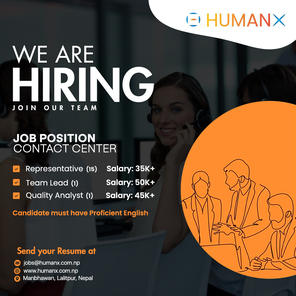 HUMANX
WE ARE
HIRING
JOIN OUR TEAM
JOB POSITION
CONTACT CENTER
Representative (15) Salary: 35K+
Team Lead (1) Salary: 50K+
Quality Analyst (1) Salary: 45K+
Candidate must have Proficient English
Send your Resume at
jobs@humanx.com.np
www.humanx.com.np
Manbhawan, Lalitpur, Nepal